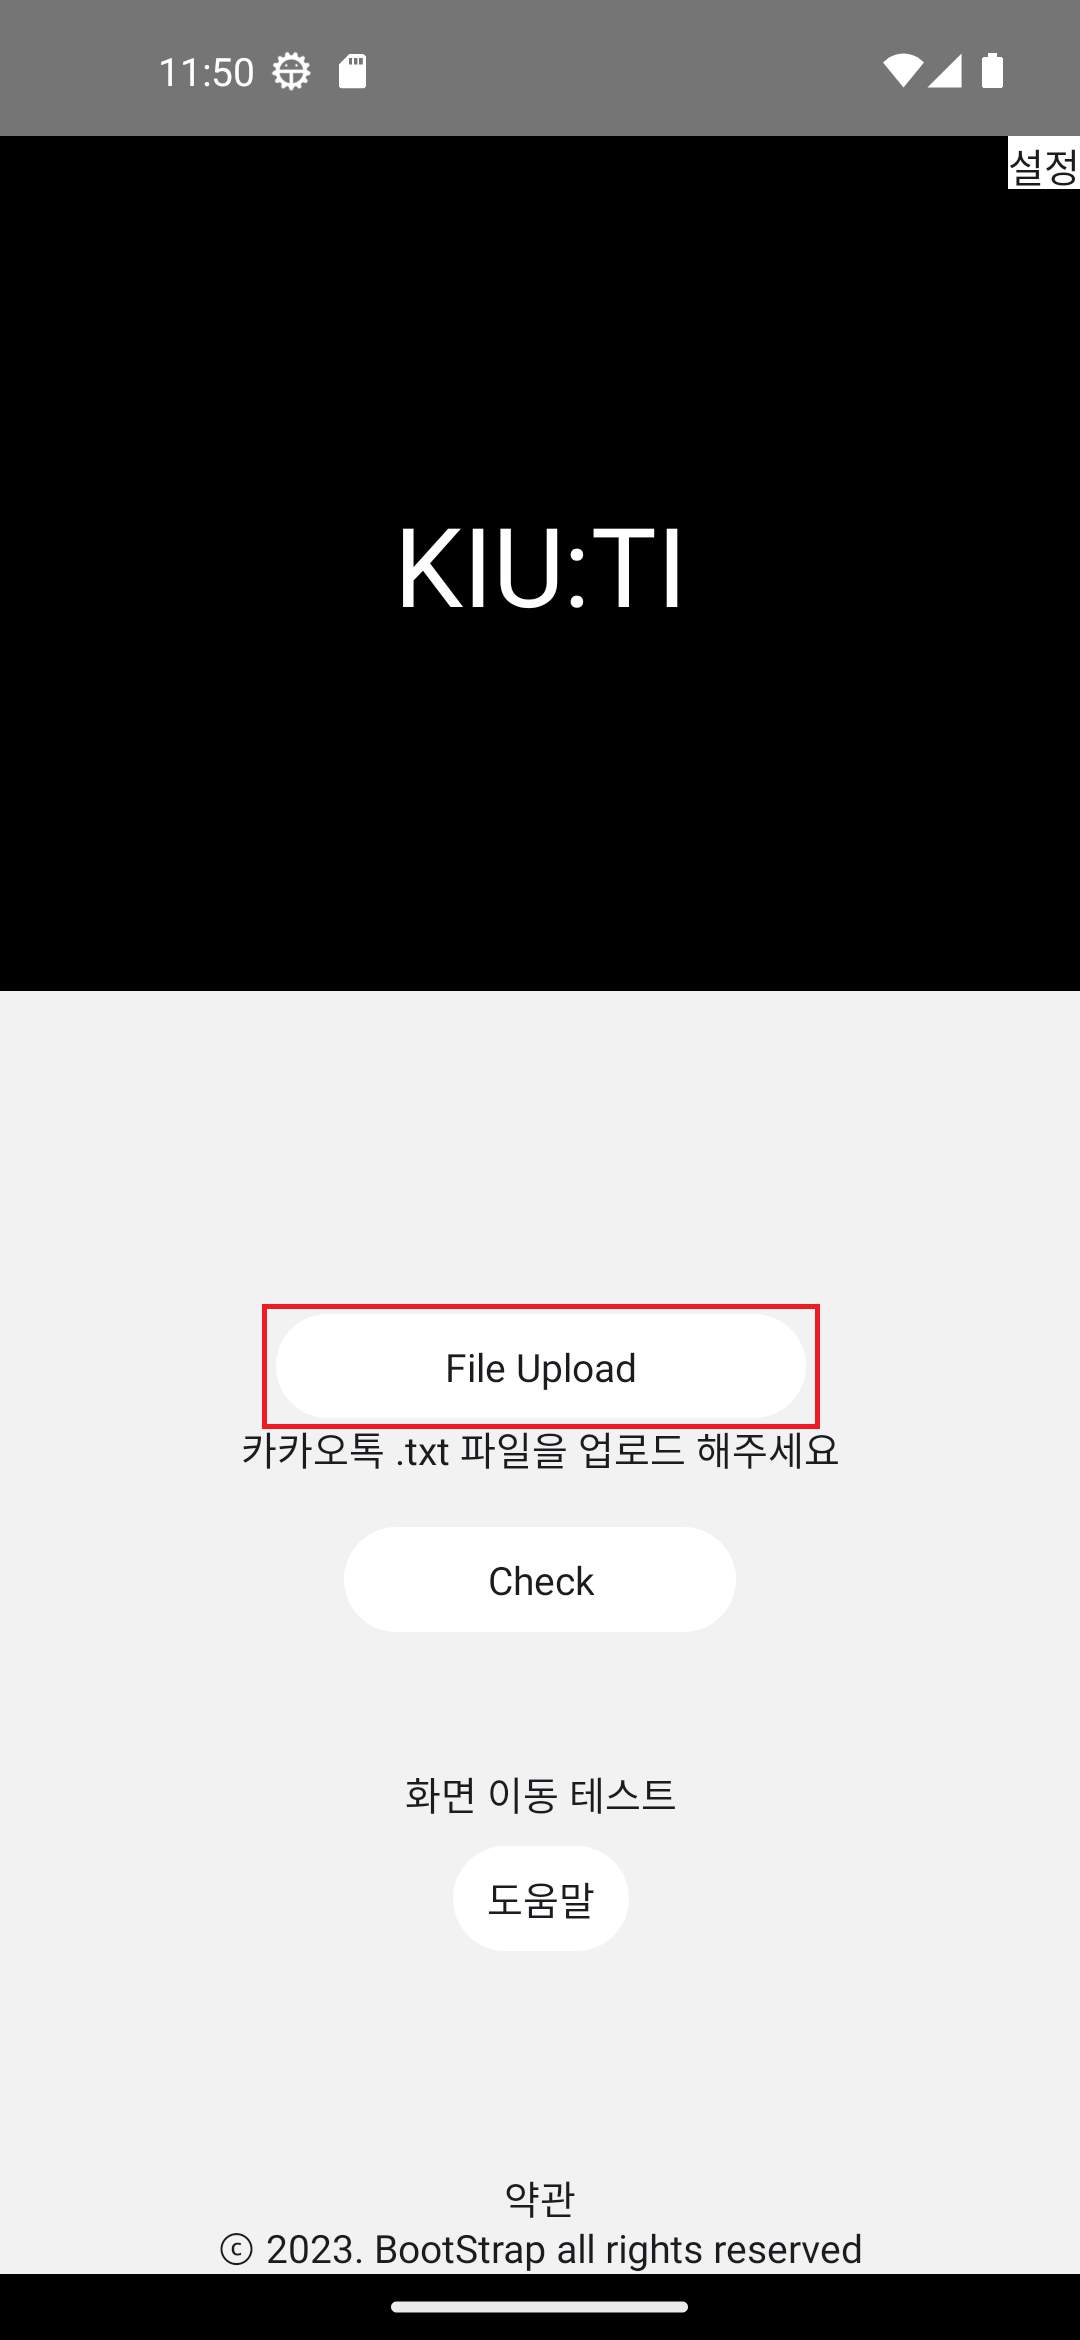 11:50
설정
KIU:TI
File Upload
카카오톡 .txt 파일을 업로드 해주세요
Check
화면 이동 테스트
도움말
약관
ⓒ 2023. BootStrap all rights reserved